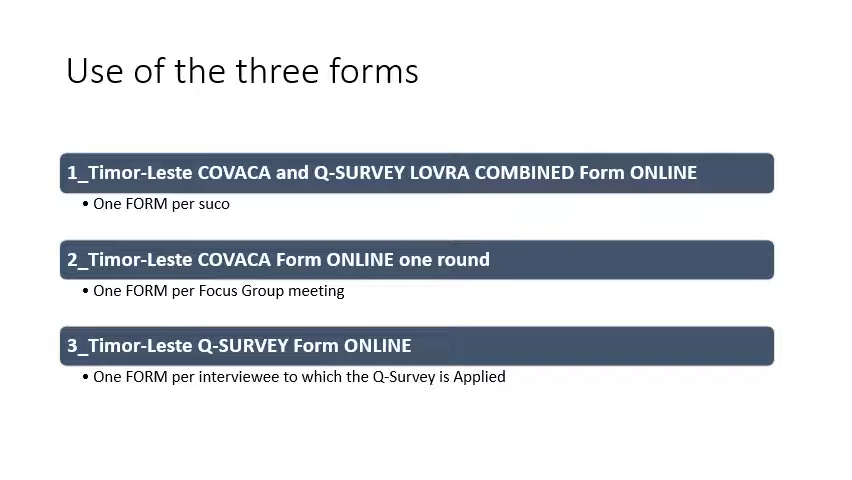 Use of the three forms
1_Timor-Leste COVACA and Q-SURVEY LOVRA COMBINED Form ONLINE
• One FORM per suco
2_Timor-Leste COVACA Form ONLINE one round
• One FORM per Focus Group meeting
3_Timor-Leste Q-SURVEY Form ONLINE
• One FORM per interviewee to which the Q-Survey is Applied